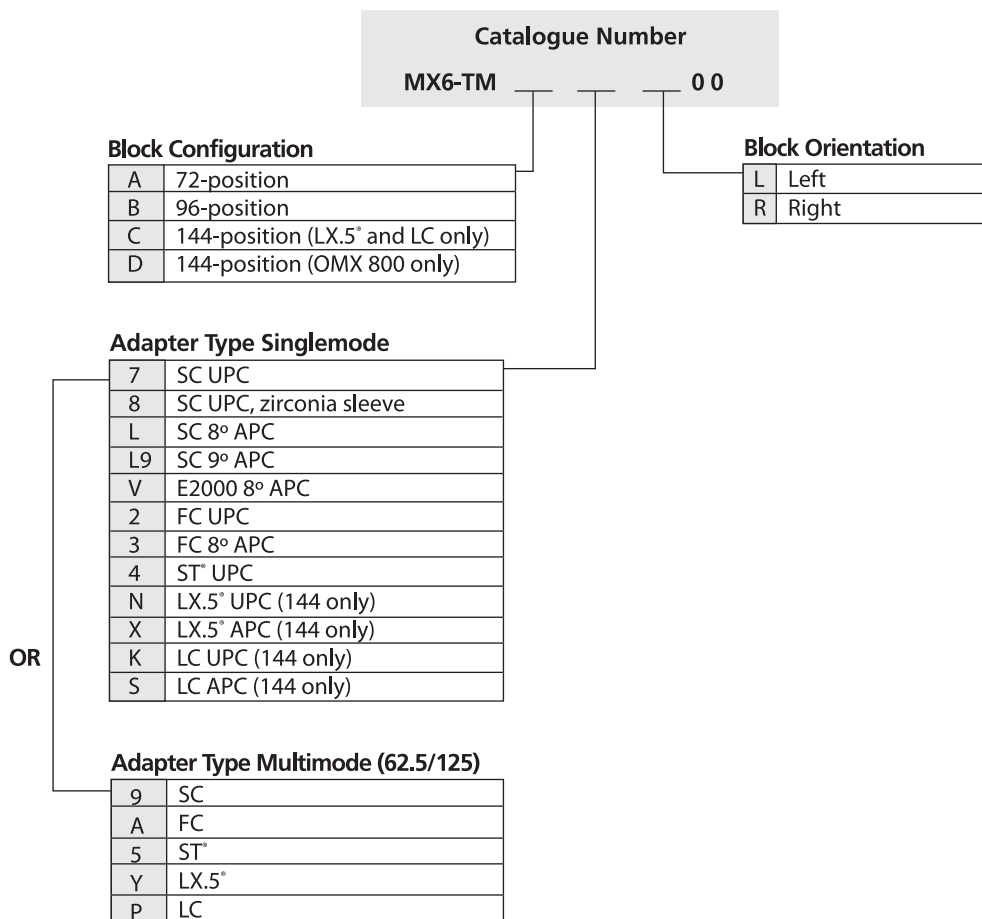 Catalogue Number
MX6-TM __ __ __ 0 0
Block Configuration
A 72-position
B 96-position
C 144-position (LX.5® and LC only)
D 144-position (OMX 800 only)
Block Orientation
L Left
R Right
Adapter Type Singlemode
7 SC UPC
8 SC UPC, zirconia sleeve
L SC 8º APC
L9 SC 9º APC
V E2000 8º APC
2 FC UPC
3 FC 8º APC
4 ST® UPC
N LX.5® UPC (144 only)
X LX.5® APC (144 only)
K LC UPC (144 only)
S LC APC (144 only)
OR
Adapter Type Multimode (62.5/125)
9 SC
A FC
5 ST®
Y LX.5®
P LC